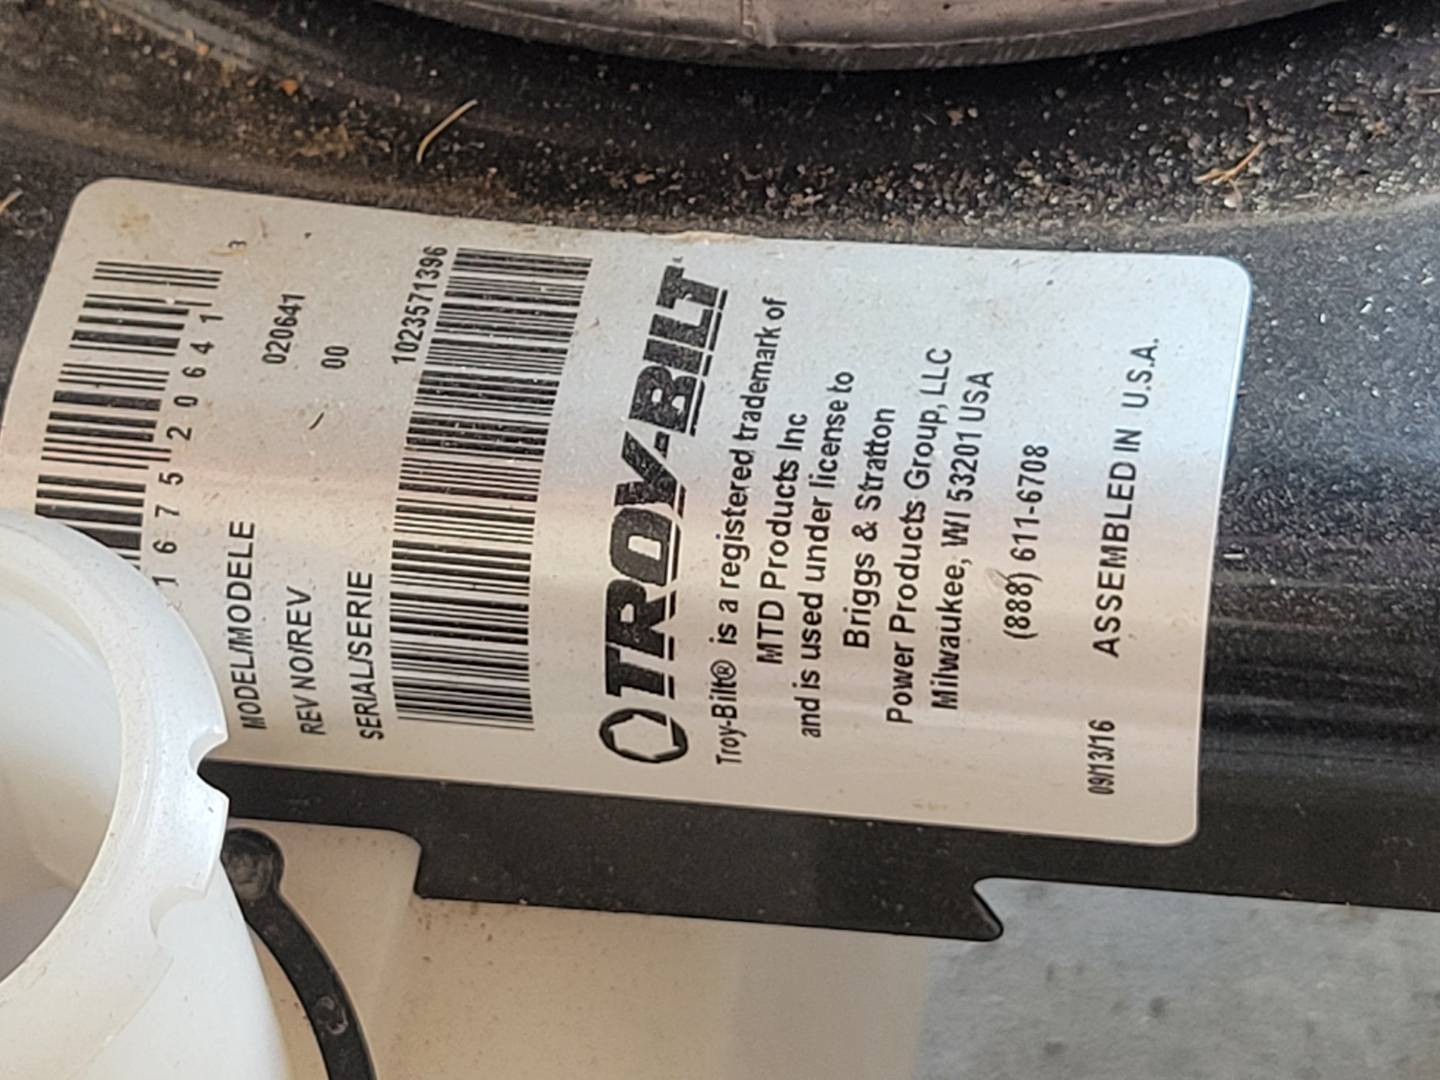 1 6 7 5 2 0 6 4 1 3
MODEL/MODELE 020641
REV NO/REV 00
SERIAL/SERIE 1023571396
TROY-BILT
Troy-Bilt® is a registered trademark of
MTD Products Inc
and is used under license to
Briggs & Stratton
Power Products Group, LLC
Milwaukee, WI 53201 USA
(888) 611-6708
09/13/16 ASSEMBLED IN U.S.A.